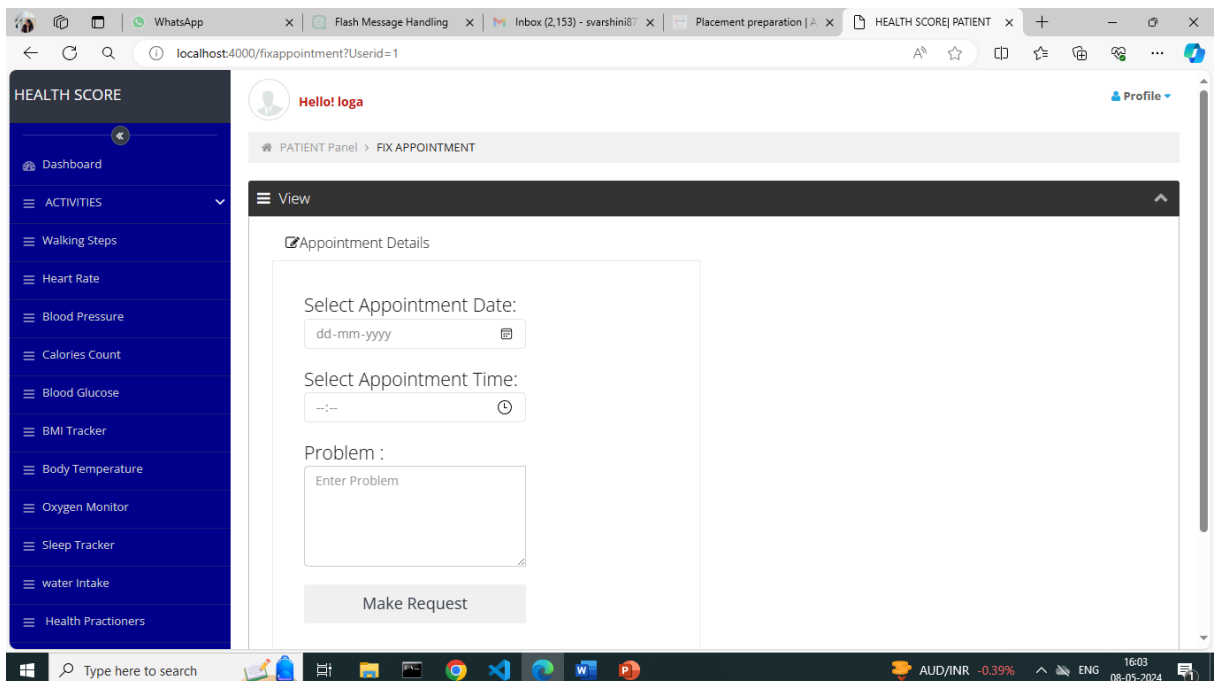 WhatsApp
Flash Message Handling
Inbox (2,153) - svarshini87
Placement preparation | A
HEALTH SCORE| PATIENT
localhost:4000/fixappointment?Userid=1
HEALTH SCORE
Hello! loga
Profile
PATIENT Panel > FIX APPOINTMENT
Dashboard
ACTIVITIES
Walking Steps
Heart Rate
Blood Pressure
Calories Count
Blood Glucose
BMI Tracker
Body Temperature
Oxygen Monitor
Sleep Tracker
water Intake
Health Practioners
View
Appointment Details
Select Appointment Date:
dd-mm-yyyy
Select Appointment Time:
--:--
Problem :
Enter Problem
Make Request
Type here to search
AUD/INR -0.39%
ENG
16:03
08-05-2024